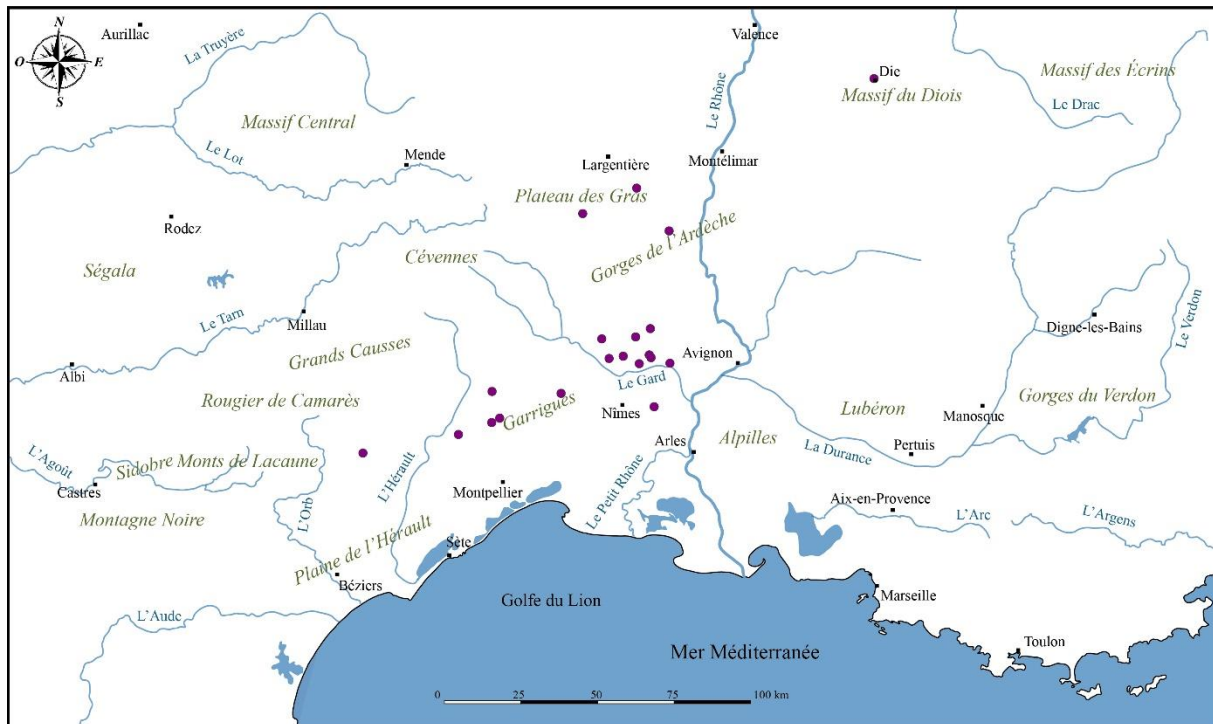 N
O
E
S
Aurillac
La Truyère
Valence
Le Rhône
Die
Massif du Diois
Massif des Écrins
Le Drac
Massif Central
Le Lot
Mende
Largentière
Montélimar
Plateau des Gras
Rodez
Gorges de l'Ardèche
Cévennes
Ségala
Le Tarn
Millau
Digne-les-Bains
Le Verdon
Grands Causses
Avignon
Albi
Le Gard
Rougier de Camarès
Garrigues
Nîmes
Lubéron
Manosque
Gorges du Verdon
Alpilles
Arles
La Durance
Pertuis
L'Agoût
Sidobre
Monts de Lacaune
Castres
L'Hérault
Montpellier
Le Petit Rhône
Aix-en-Provence
L'Arc
L'Argens
Montagne Noire
L'Orb
Plaine de l'Hérault
Sète
Béziers
Marseille
L'Aude
Golfe du Lion
Mer Méditerranée
Toulon
0 25 50 75 100 km